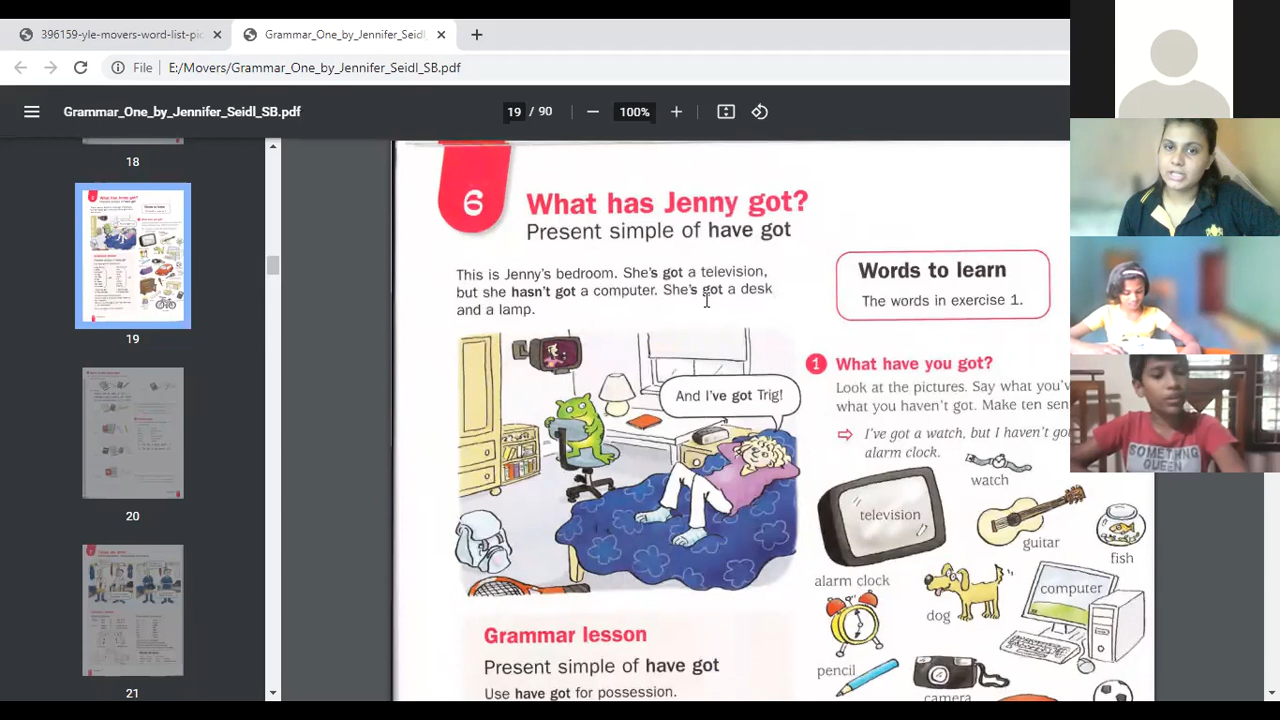 396159-yle-movers-word-list-pic
Grammar_One_by_Jennifer_Seidl
File
E:/Movers/Grammar_One_by_Jennifer_Seidl_SB.pdf
Grammar_One_by_Jennifer_Seidl_SB.pdf
19 / 90
100%
18
19
20
21
6
What has Jenny got?
Present simple of have got
This is Jenny's bedroom. She's got a television,
but she hasn't got a computer. She's got a desk
and a lamp.
And I've got Trig!
Grammar lesson
Present simple of have got
Use have got for possession.
Words to learn
The words in exercise 1.
1 What have you got?
Look at the pictures. Say what you'v
what you haven't got. Make ten sen
I've got a watch, but I haven't go
alarm clock.
watch
television
guitar
fish
alarm clock
dog
computer
pencil
camera
SOMETHING
QUEEN